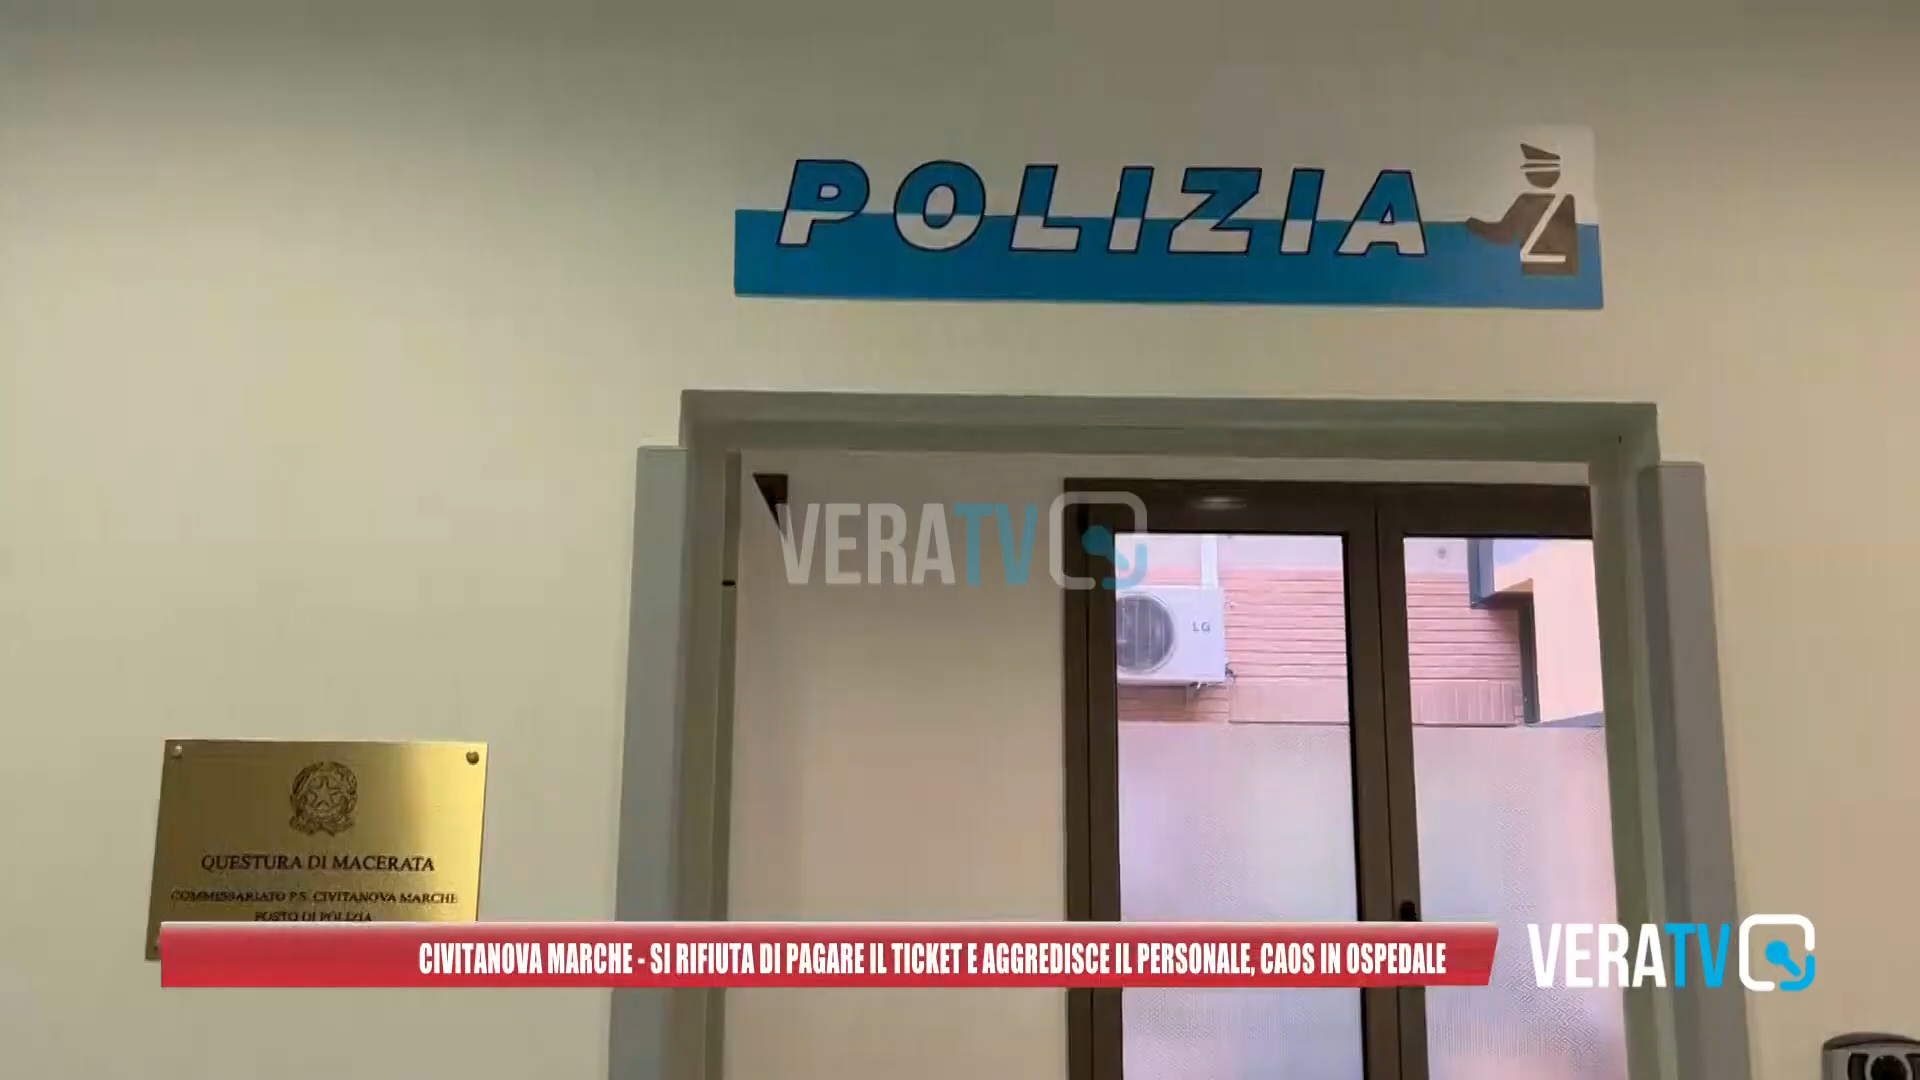 POLIZIA
VERATV
LG
QUESTURA DI MACERATA
COMMISSARIATO P.S. CIVITANOVA MARCHE
POSTO DI POLIZIA
CIVITANOVA MARCHE - SI RIFIUTA DI PAGARE IL TICKET E AGGREDISCE IL PERSONALE, CAOS IN OSPEDALE
VERATV